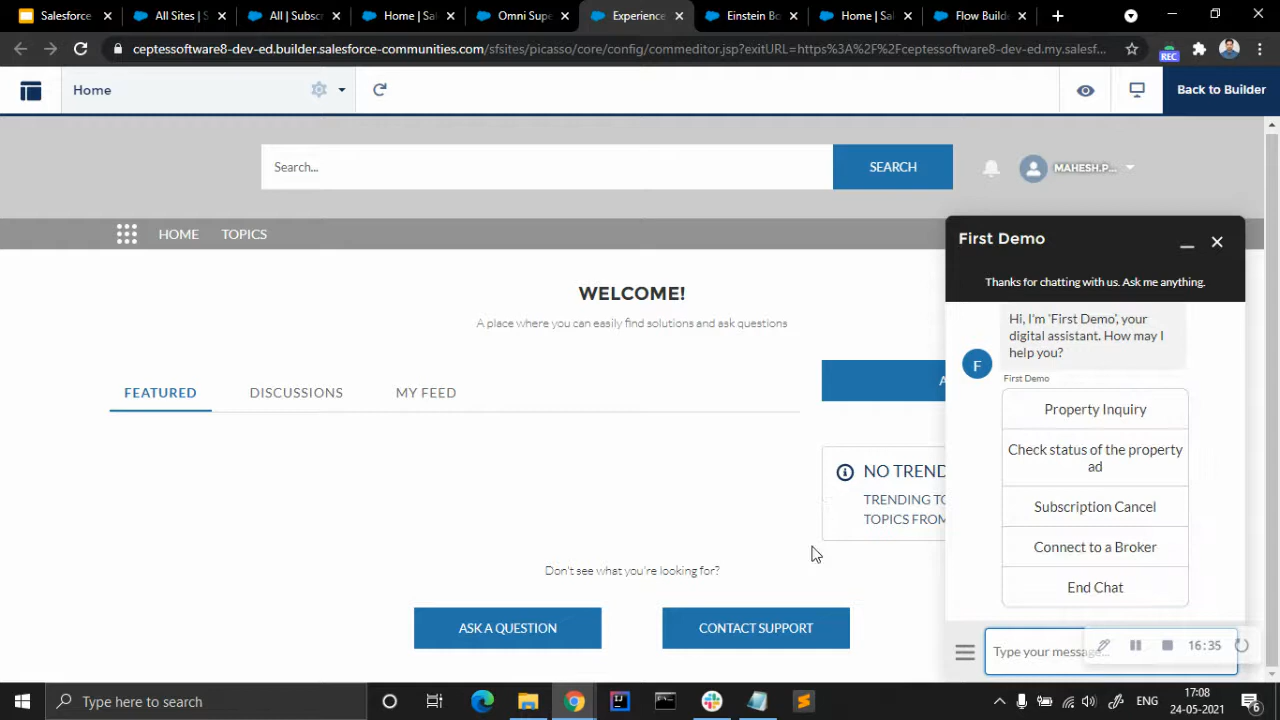 Salesforce
All Sites | S
All | Subsc
Home | Sal
Omni Supe
Experience
Einstein Bo
Home | Sal
Flow Builde
ceptessoftware8-dev-ed.builder.salesforce-communities.com/sfsites/picasso/core/config/commeditor.jsp?exitURL=https%3A%2F%2Fceptessoftware8-dev-ed.my.salesf...
REC
Home
Back to Builder
Search...
SEARCH
MAHESH.P...
HOME
TOPICS
First Demo
Thanks for chatting with us. Ask me anything.
WELCOME!
A place where you can easily find solutions and ask questions
Hi, I'm 'First Demo', your
digital assistant. How may I
help you?
F
First Demo
FEATURED
DISCUSSIONS
MY FEED
A
Property Inquiry
Check status of the property
ad
NO TREND
TRENDING TO
TOPICS FROM
Subscription Cancel
Connect to a Broker
End Chat
Don't see what you're looking for?
ASK A QUESTION
CONTACT SUPPORT
Type your message...
16:35
Type here to search
ENG
17:08
24-05-2021
6